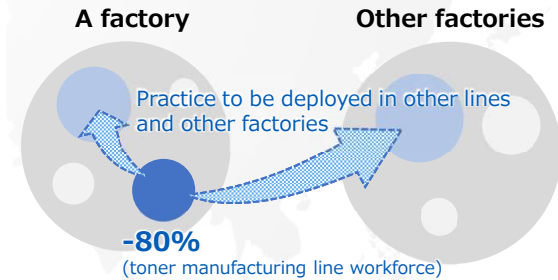 A factory
Other factories
Practice to be deployed in other lines
and other factories
-80%
(toner manufacturing line workforce)